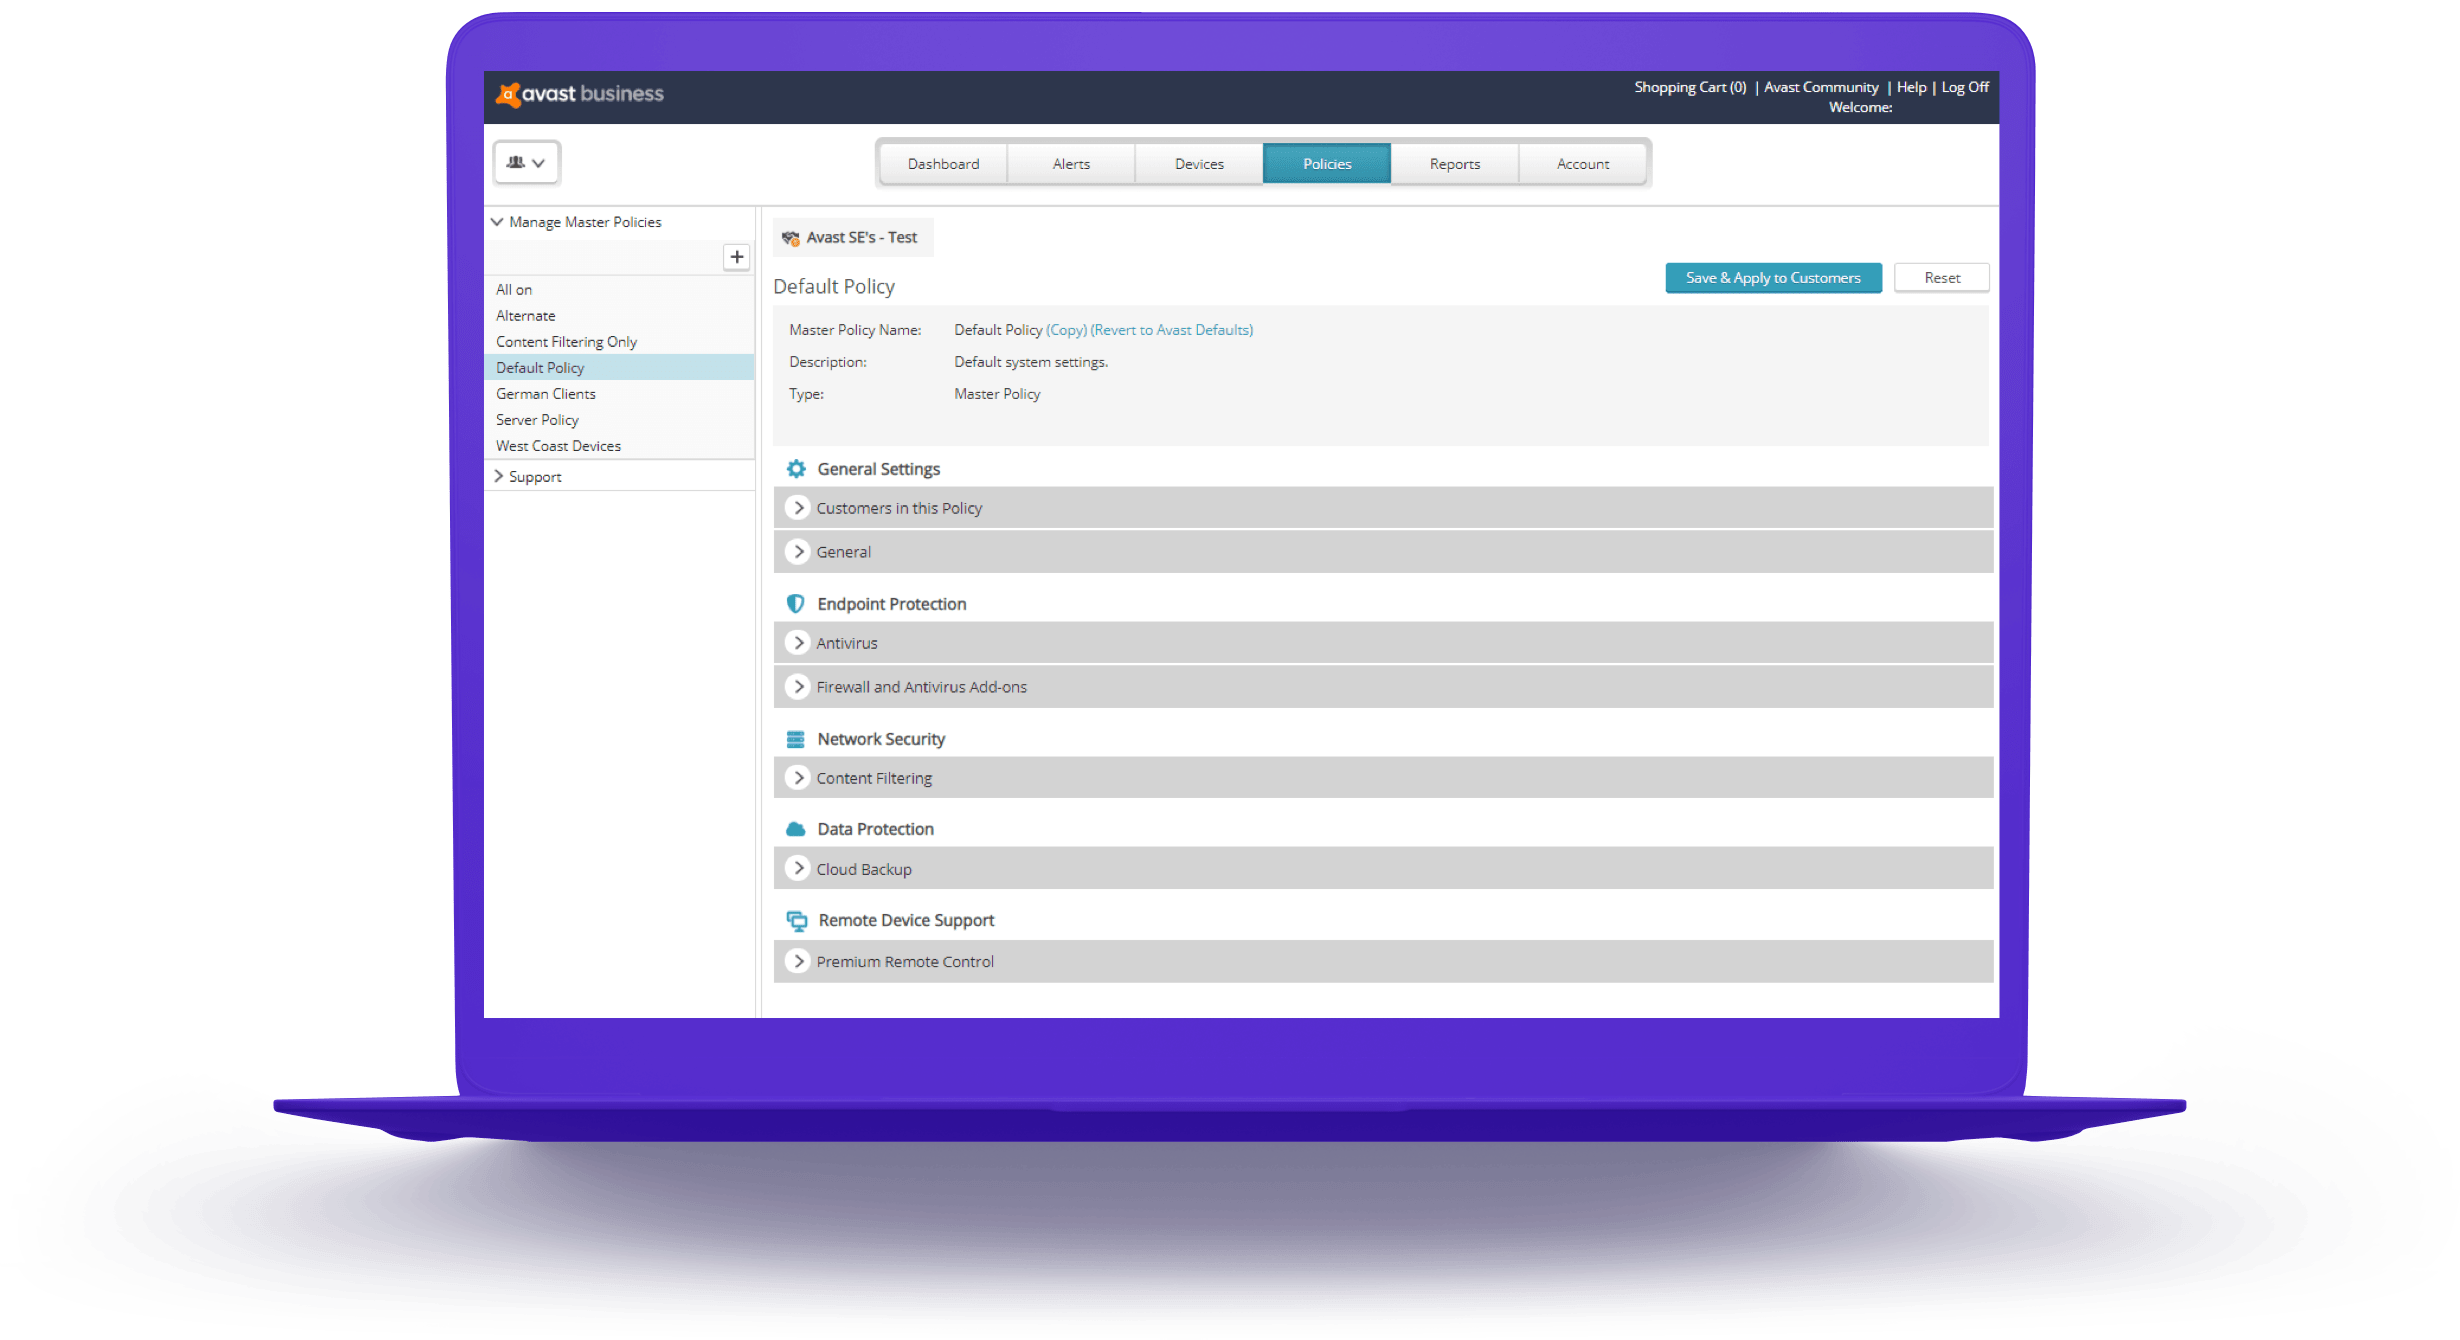 avast business
Shopping Cart (0) | Avast Community | Help | Log Off
Welcome:
Dashboard Alerts Devices Policies Reports Account
Manage Master Policies
+
All on
Alternate
Content Filtering Only
Default Policy
German Clients
Server Policy
West Coast Devices
Support
Avast SE's - Test
Default Policy
Save & Apply to Customers Reset
Master Policy Name: Default Policy (Copy) (Revert to Avast Defaults)
Description: Default system settings.
Type: Master Policy
General Settings
Customers in this Policy
General
Endpoint Protection
Antivirus
Firewall and Antivirus Add-ons
Network Security
Content Filtering
Data Protection
Cloud Backup
Remote Device Support
Premium Remote Control